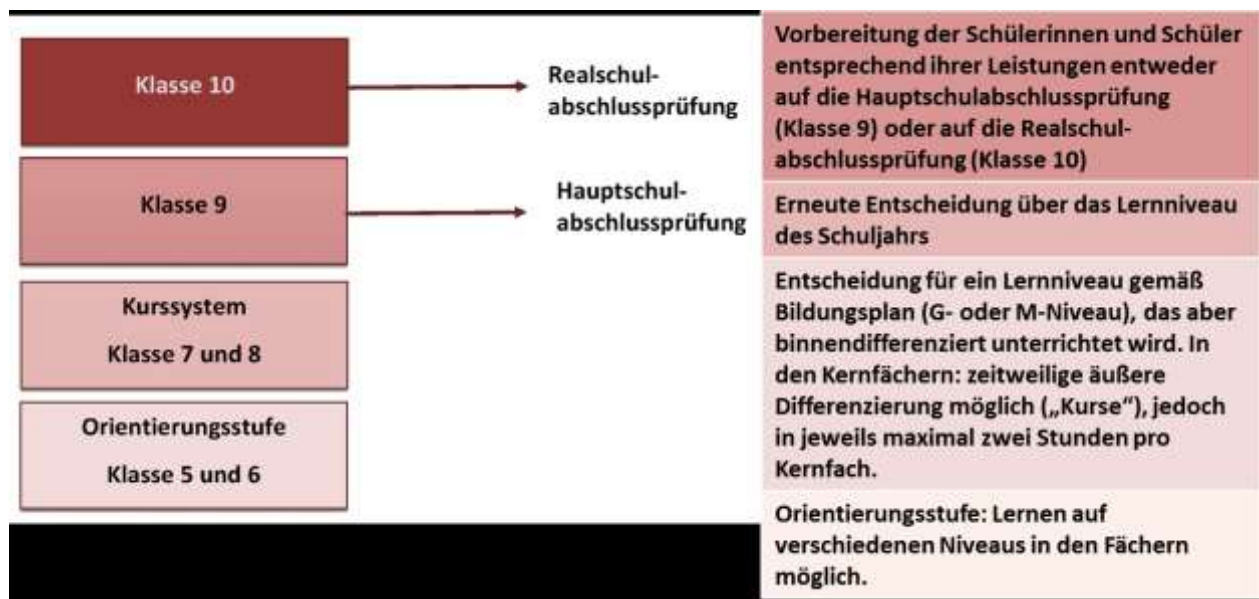 Klasse 10
Realschul-
abschlussprüfung
Klasse 9
Hauptschul-
abschlussprüfung
Kurssystem
Klasse 7 und 8
Orientierungsstufe
Klasse 5 und 6
Vorbereitung der Schülerinnen und Schüler
entsprechend ihrer Leistungen entweder
auf die Hauptschulabschlussprüfung
(Klasse 9) oder auf die Realschul-
abschlussprüfung (Klasse 10)
Erneute Entscheidung über das Lernniveau
des Schuljahrs
Entscheidung für ein Lernniveau gemäß
Bildungsplan (G- oder M-Niveau), das aber
binnendifferenziert unterrichtet wird. In
den Kernfächern: zeitweilige äußere
Differenzierung möglich („Kurse“), jedoch
in jeweils maximal zwei Stunden pro
Kernfach.
Orientierungsstufe: Lernen auf
verschiedenen Niveaus in den Fächern
möglich.